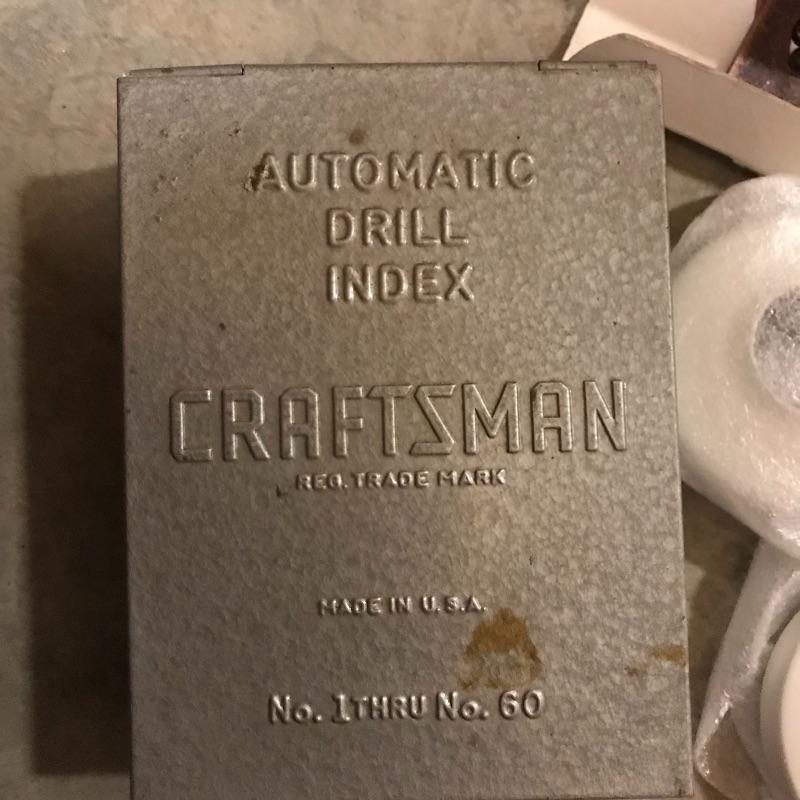 AUTOMATIC
DRILL
INDEX
CRAFTSMAN
REG. TRADE MARK
MADE IN U.S.A.
No. 1 THRU No. 60